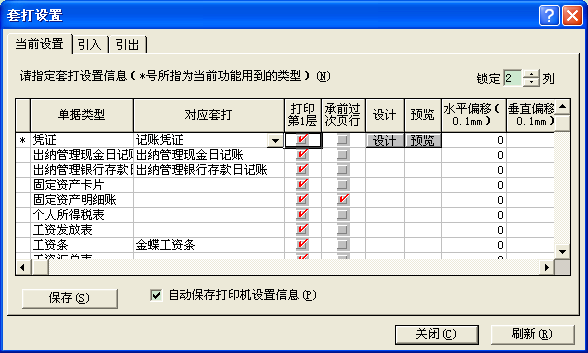 套打设置
当前设置 引入 引出
请指定套打设置信息（*号所指为当前功能用到的类型）(N)
锁定 2 列
单据类型 对应套打 打印第1层 承前过次页行 设计 预览 水平偏移(0.1mm) 垂直偏移0.1mm)
* 凭证 记账凭证 设计 预览 0 0
出纳管理现金日记账 出纳管理现金日记账 0 0
出纳管理银行存款日 出纳管理银行存款日记账 0 0
固定资产卡片 0 0
固定资产明细账 0 0
个人所得税表 0 0
工资发放表 0 0
工资条 金蝶工资条 0 0
保存(S)
自动保存打印机设置信息(P)
关闭(C)
刷新(R)